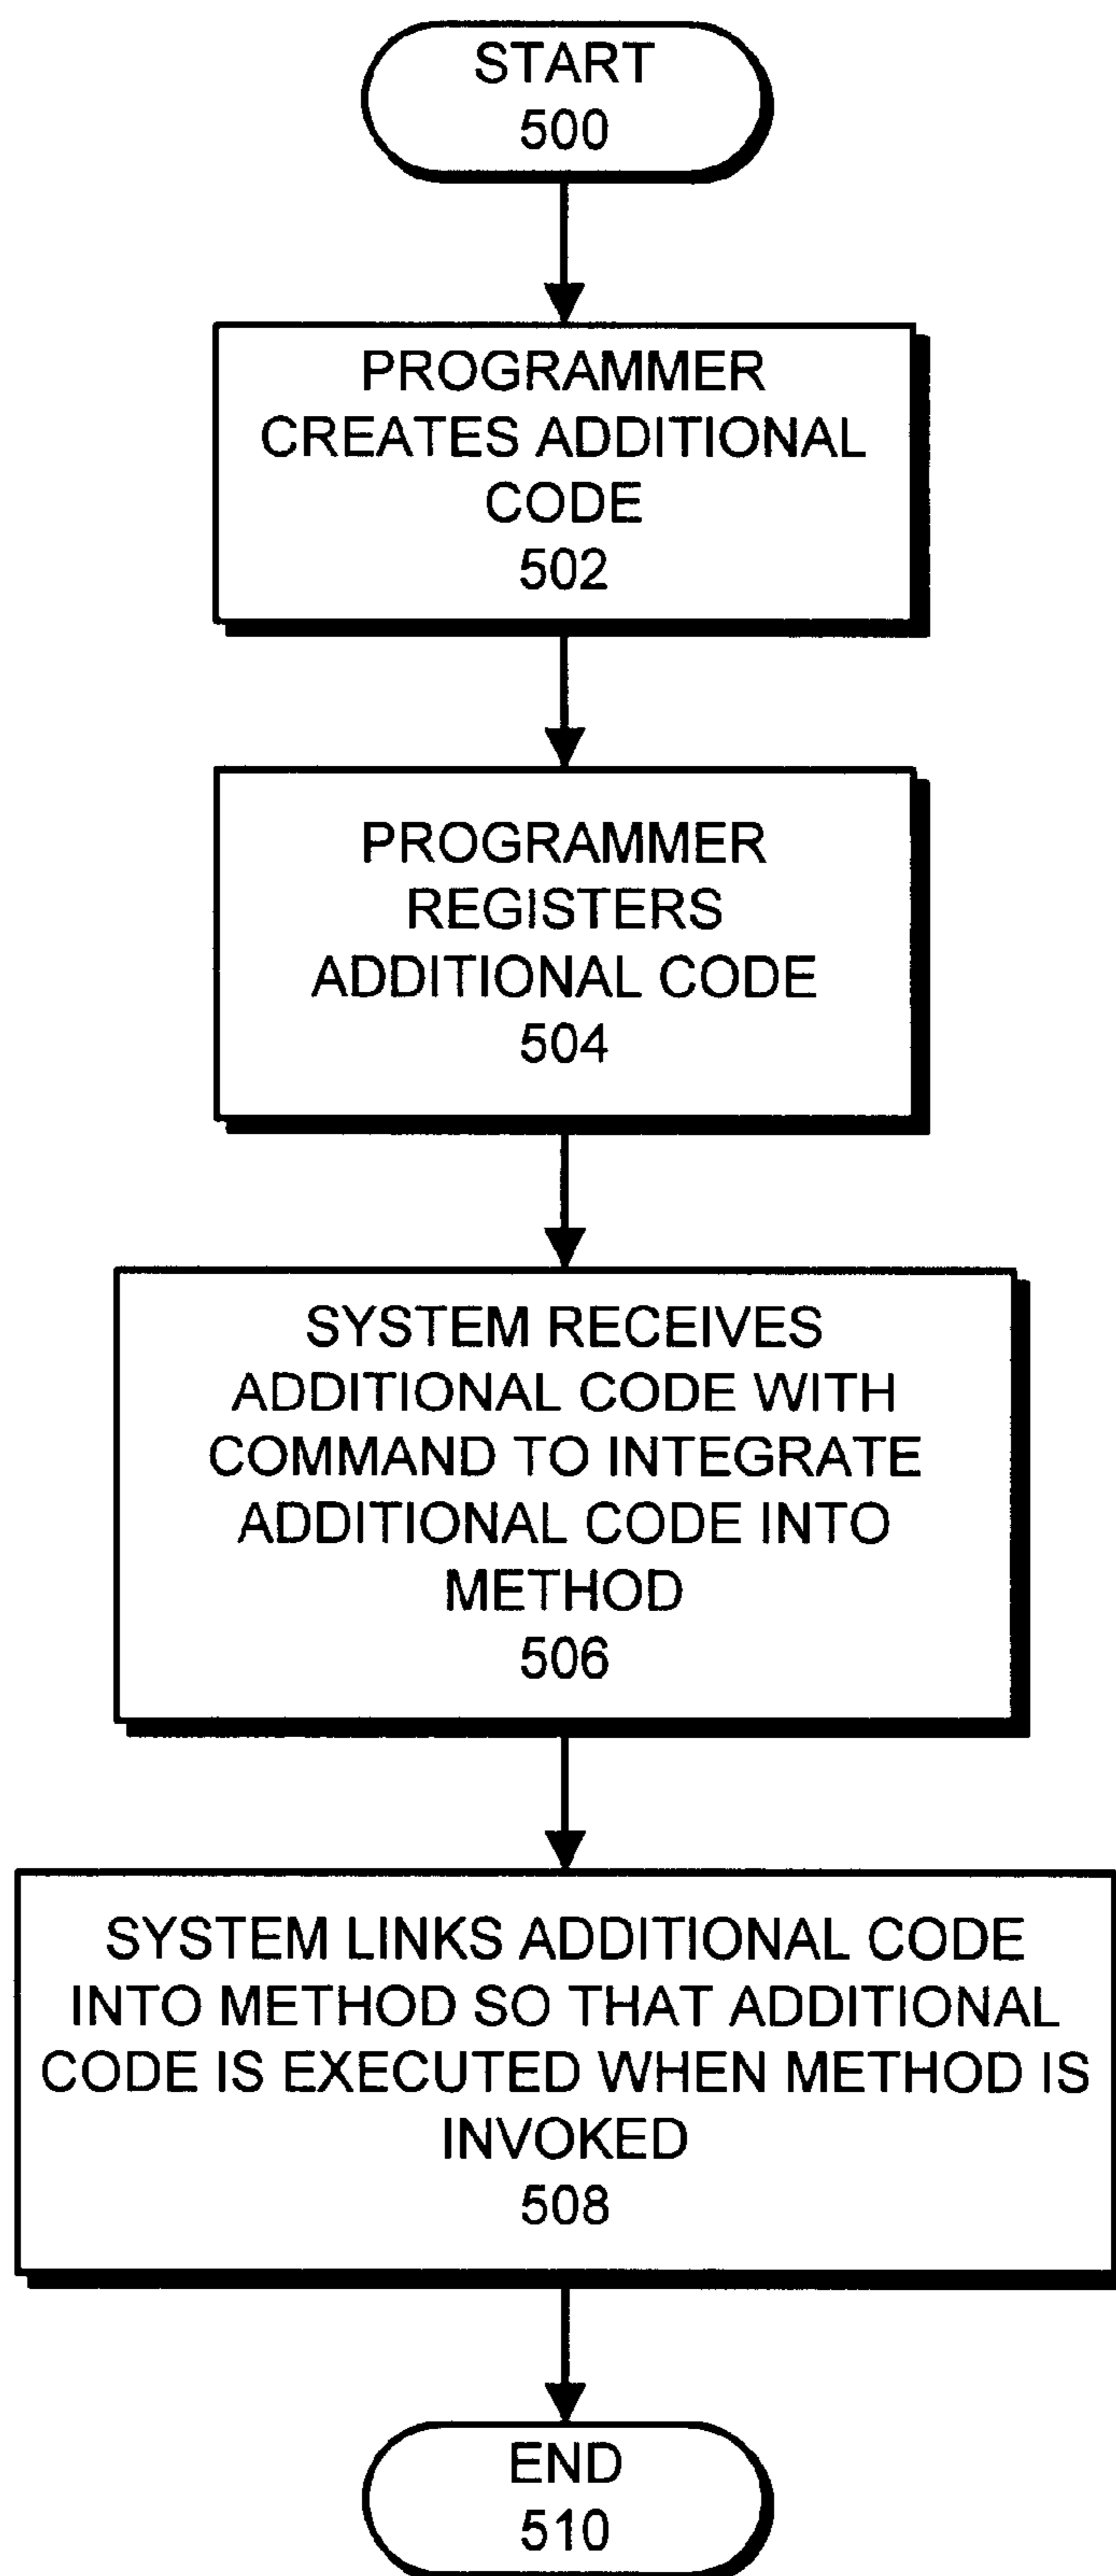 START
500
PROGRAMMER
CREATES ADDITIONAL
CODE
502
PROGRAMMER
REGISTERS
ADDITIONAL CODE
504
SYSTEM RECEIVES
ADDITIONAL CODE WITH
COMMAND TO INTEGRATE
ADDITIONAL CODE INTO
METHOD
506
SYSTEM LINKS ADDITIONAL CODE
INTO METHOD SO THAT ADDITIONAL
CODE IS EXECUTED WHEN METHOD IS
INVOKED
508
END
510